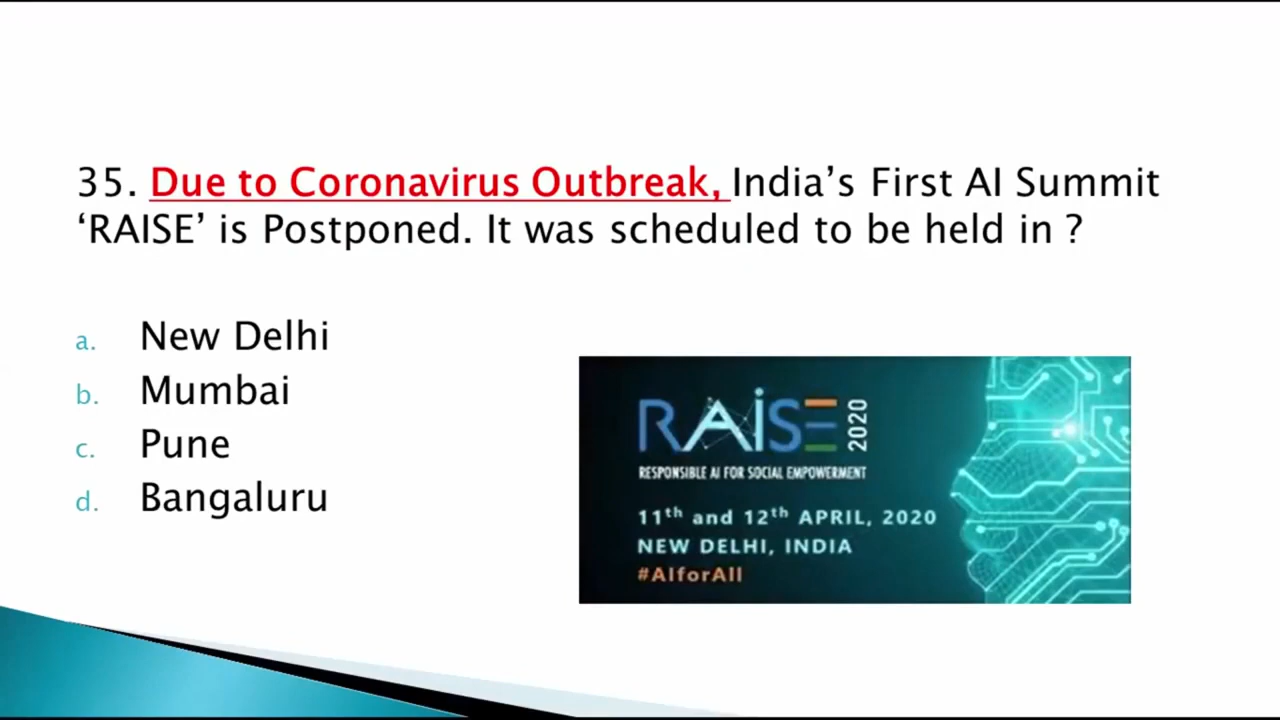 35. Due to Coronavirus Outbreak, India's First AI Summit
‘RAISE’ is Postponed. It was scheduled to be held in ?
a. New Delhi
b. Mumbai
c. Pune
d. Bangaluru
RAISE 2020
RESPONSIBLE AI FOR SOCIAL EMPOWERMENT
11th and 12th APRIL, 2020
NEW DELHI, INDIA
#AIforAll